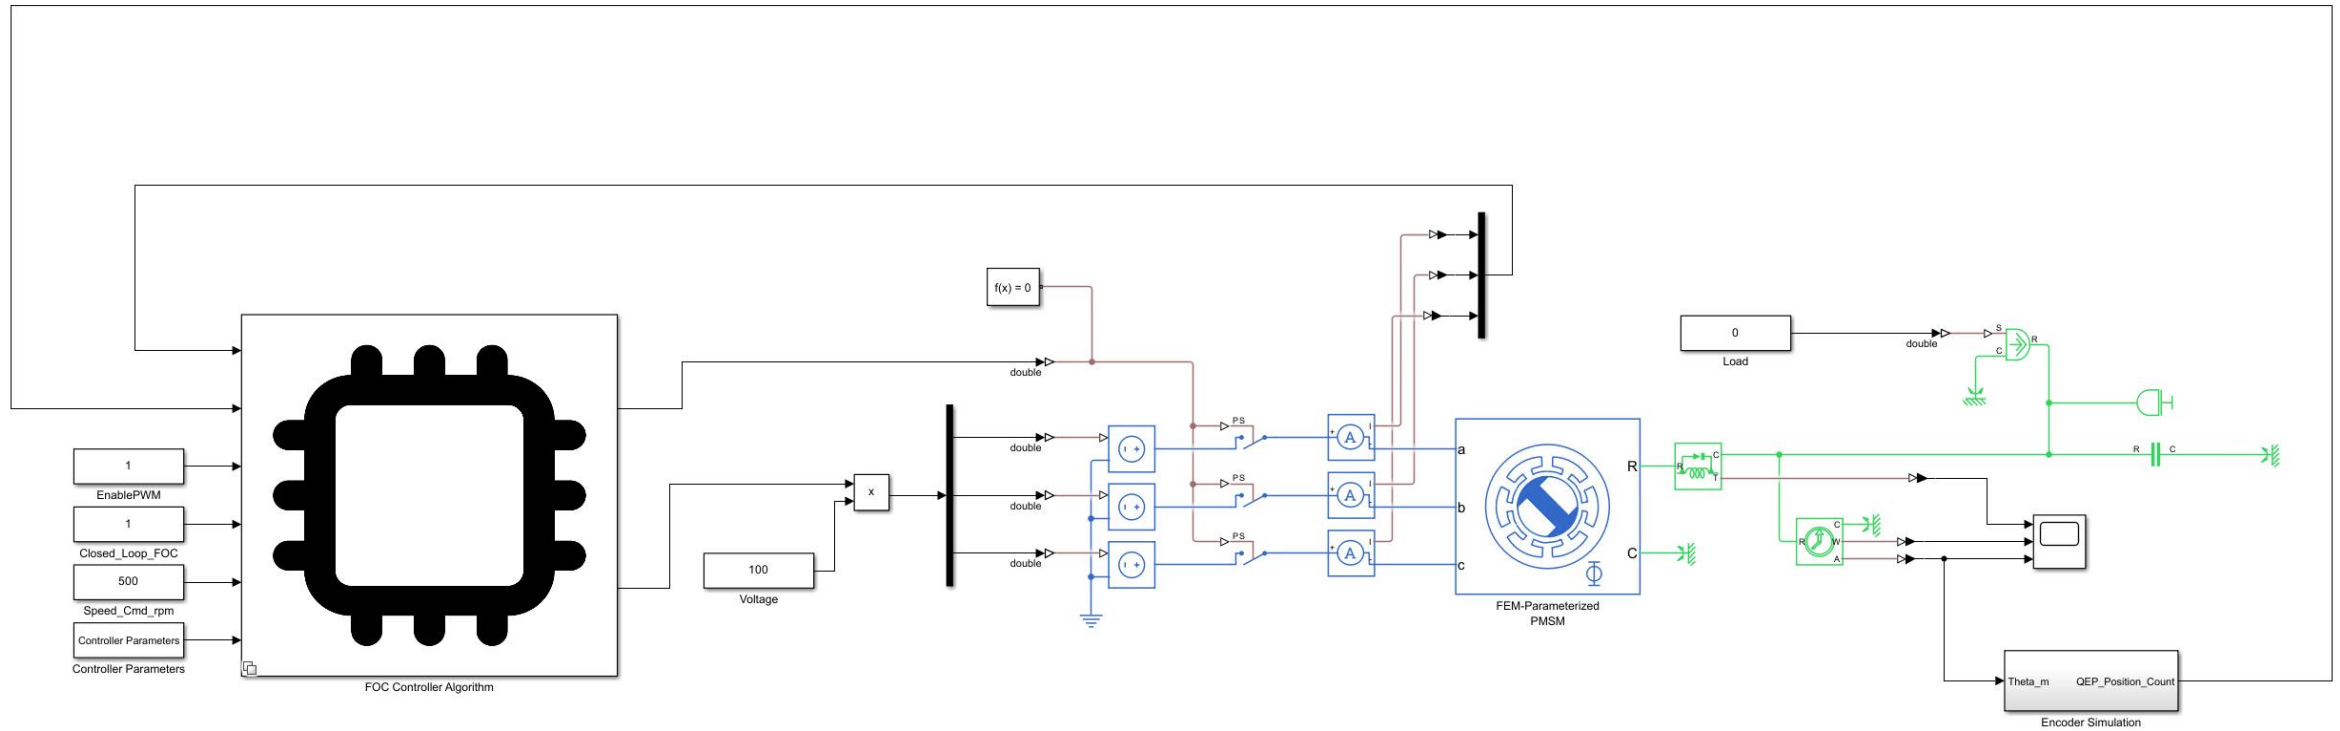 f(x) = 0
double
1
EnablePWM
1
Closed_Loop_FOC
500
Speed_Cmd_rpm
Controller Parameters
Controller Parameters
FOC Controller Algorithm
x
100
Voltage
double
double
double
PS
PS
PS
+
A
I
+
A
I
+
A
I
a
b
c
R
C
FEM-Parameterized
PMSM
0
Load
double
S
C
R
R
C
T
R
C
R
C
W
A
Theta_m
QEP_Position_Count
Encoder Simulation